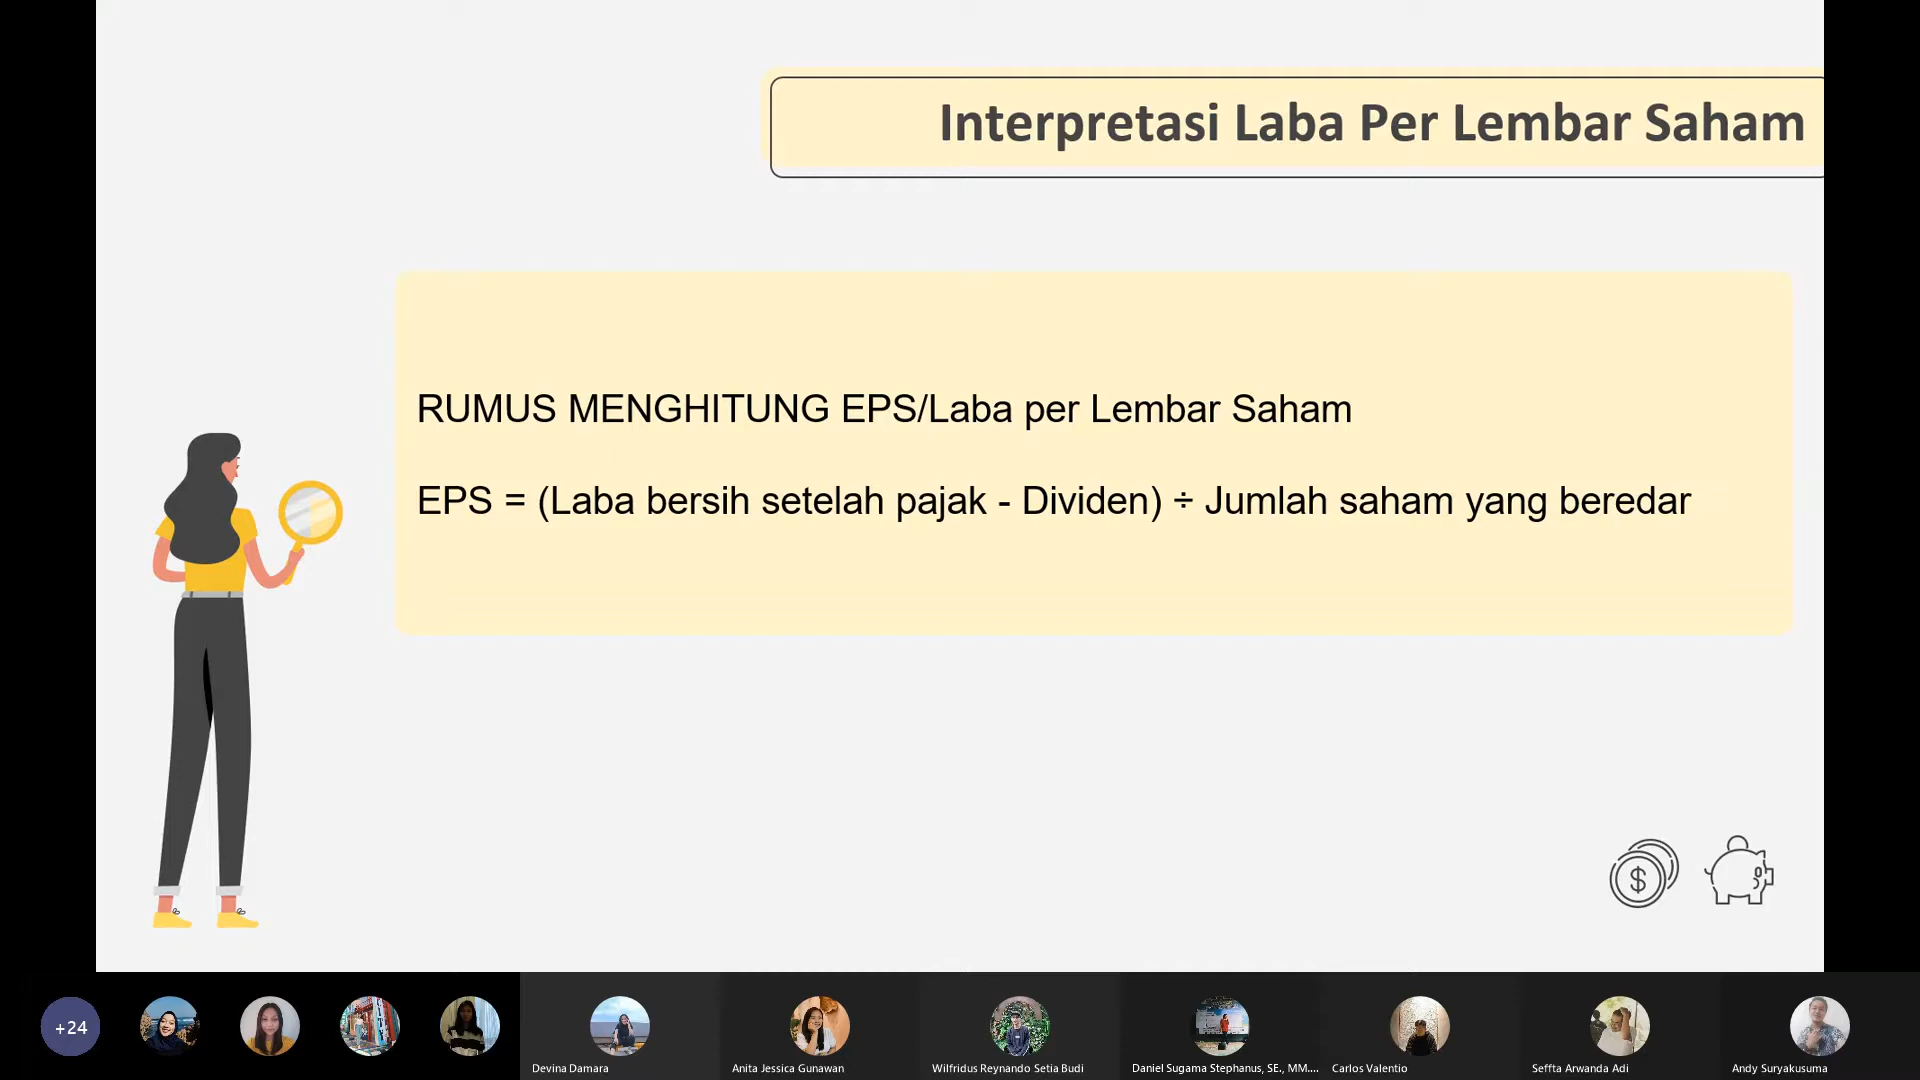 Interpretasi Laba Per Lembar Saham
RUMUS MENGHITUNG EPS/Laba per Lembar Saham
EPS = (Laba bersih setelah pajak - Dividen) ÷ Jumlah saham yang beredar
$
+24
Devina Damara
Anita Jessica Gunawan
Wilfridus Reynando Setia Budi
Daniel Sugama Stephanus, SE., MM....
Carlos Valentio
Seffta Arwanda Adi
Andy Suryakusuma